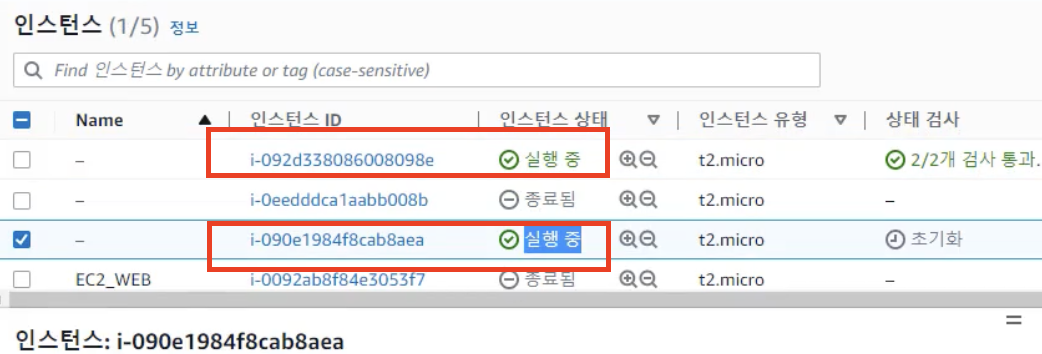 인스턴스 (1/5) 정보
Find 인스턴스 by attribute or tag (case-sensitive)
Name 인스턴스 ID 인스턴스 상태 인스턴스 유형 상태 검사
– i-092d338086008098e 실행 중 t2.micro 2/2개 검사 통과.
– i-0eedddca1aabb008b 종료됨 t2.micro –
– i-090e1984f8cab8aea 실행 중 t2.micro 초기화
EC2_WEB i-0092ab8f84e3053f7 종료됨 t2.micro –
인스턴스: i-090e1984f8cab8aea